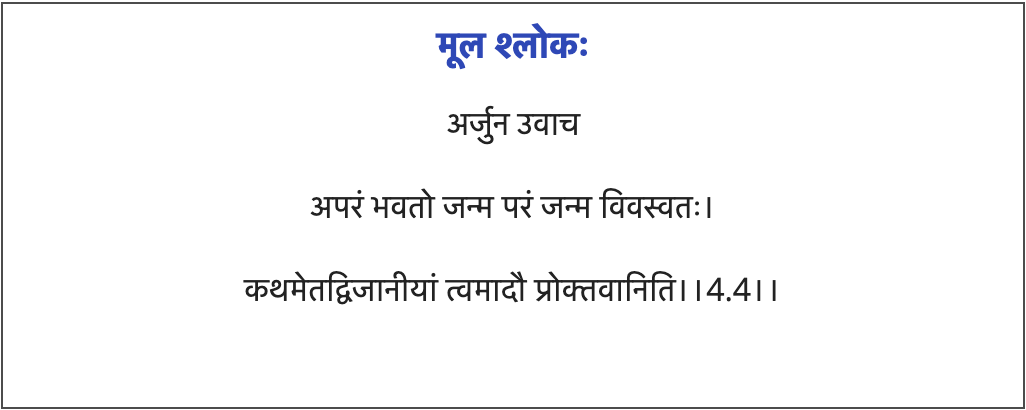 मूल श्लोकः
अर्जुन उवाच
अपरं भवतो जन्म परं जन्म विवस्वतः।
कथमेतद्विजानीयां त्वमादौ प्रोक्तवानिति।।4.4।।